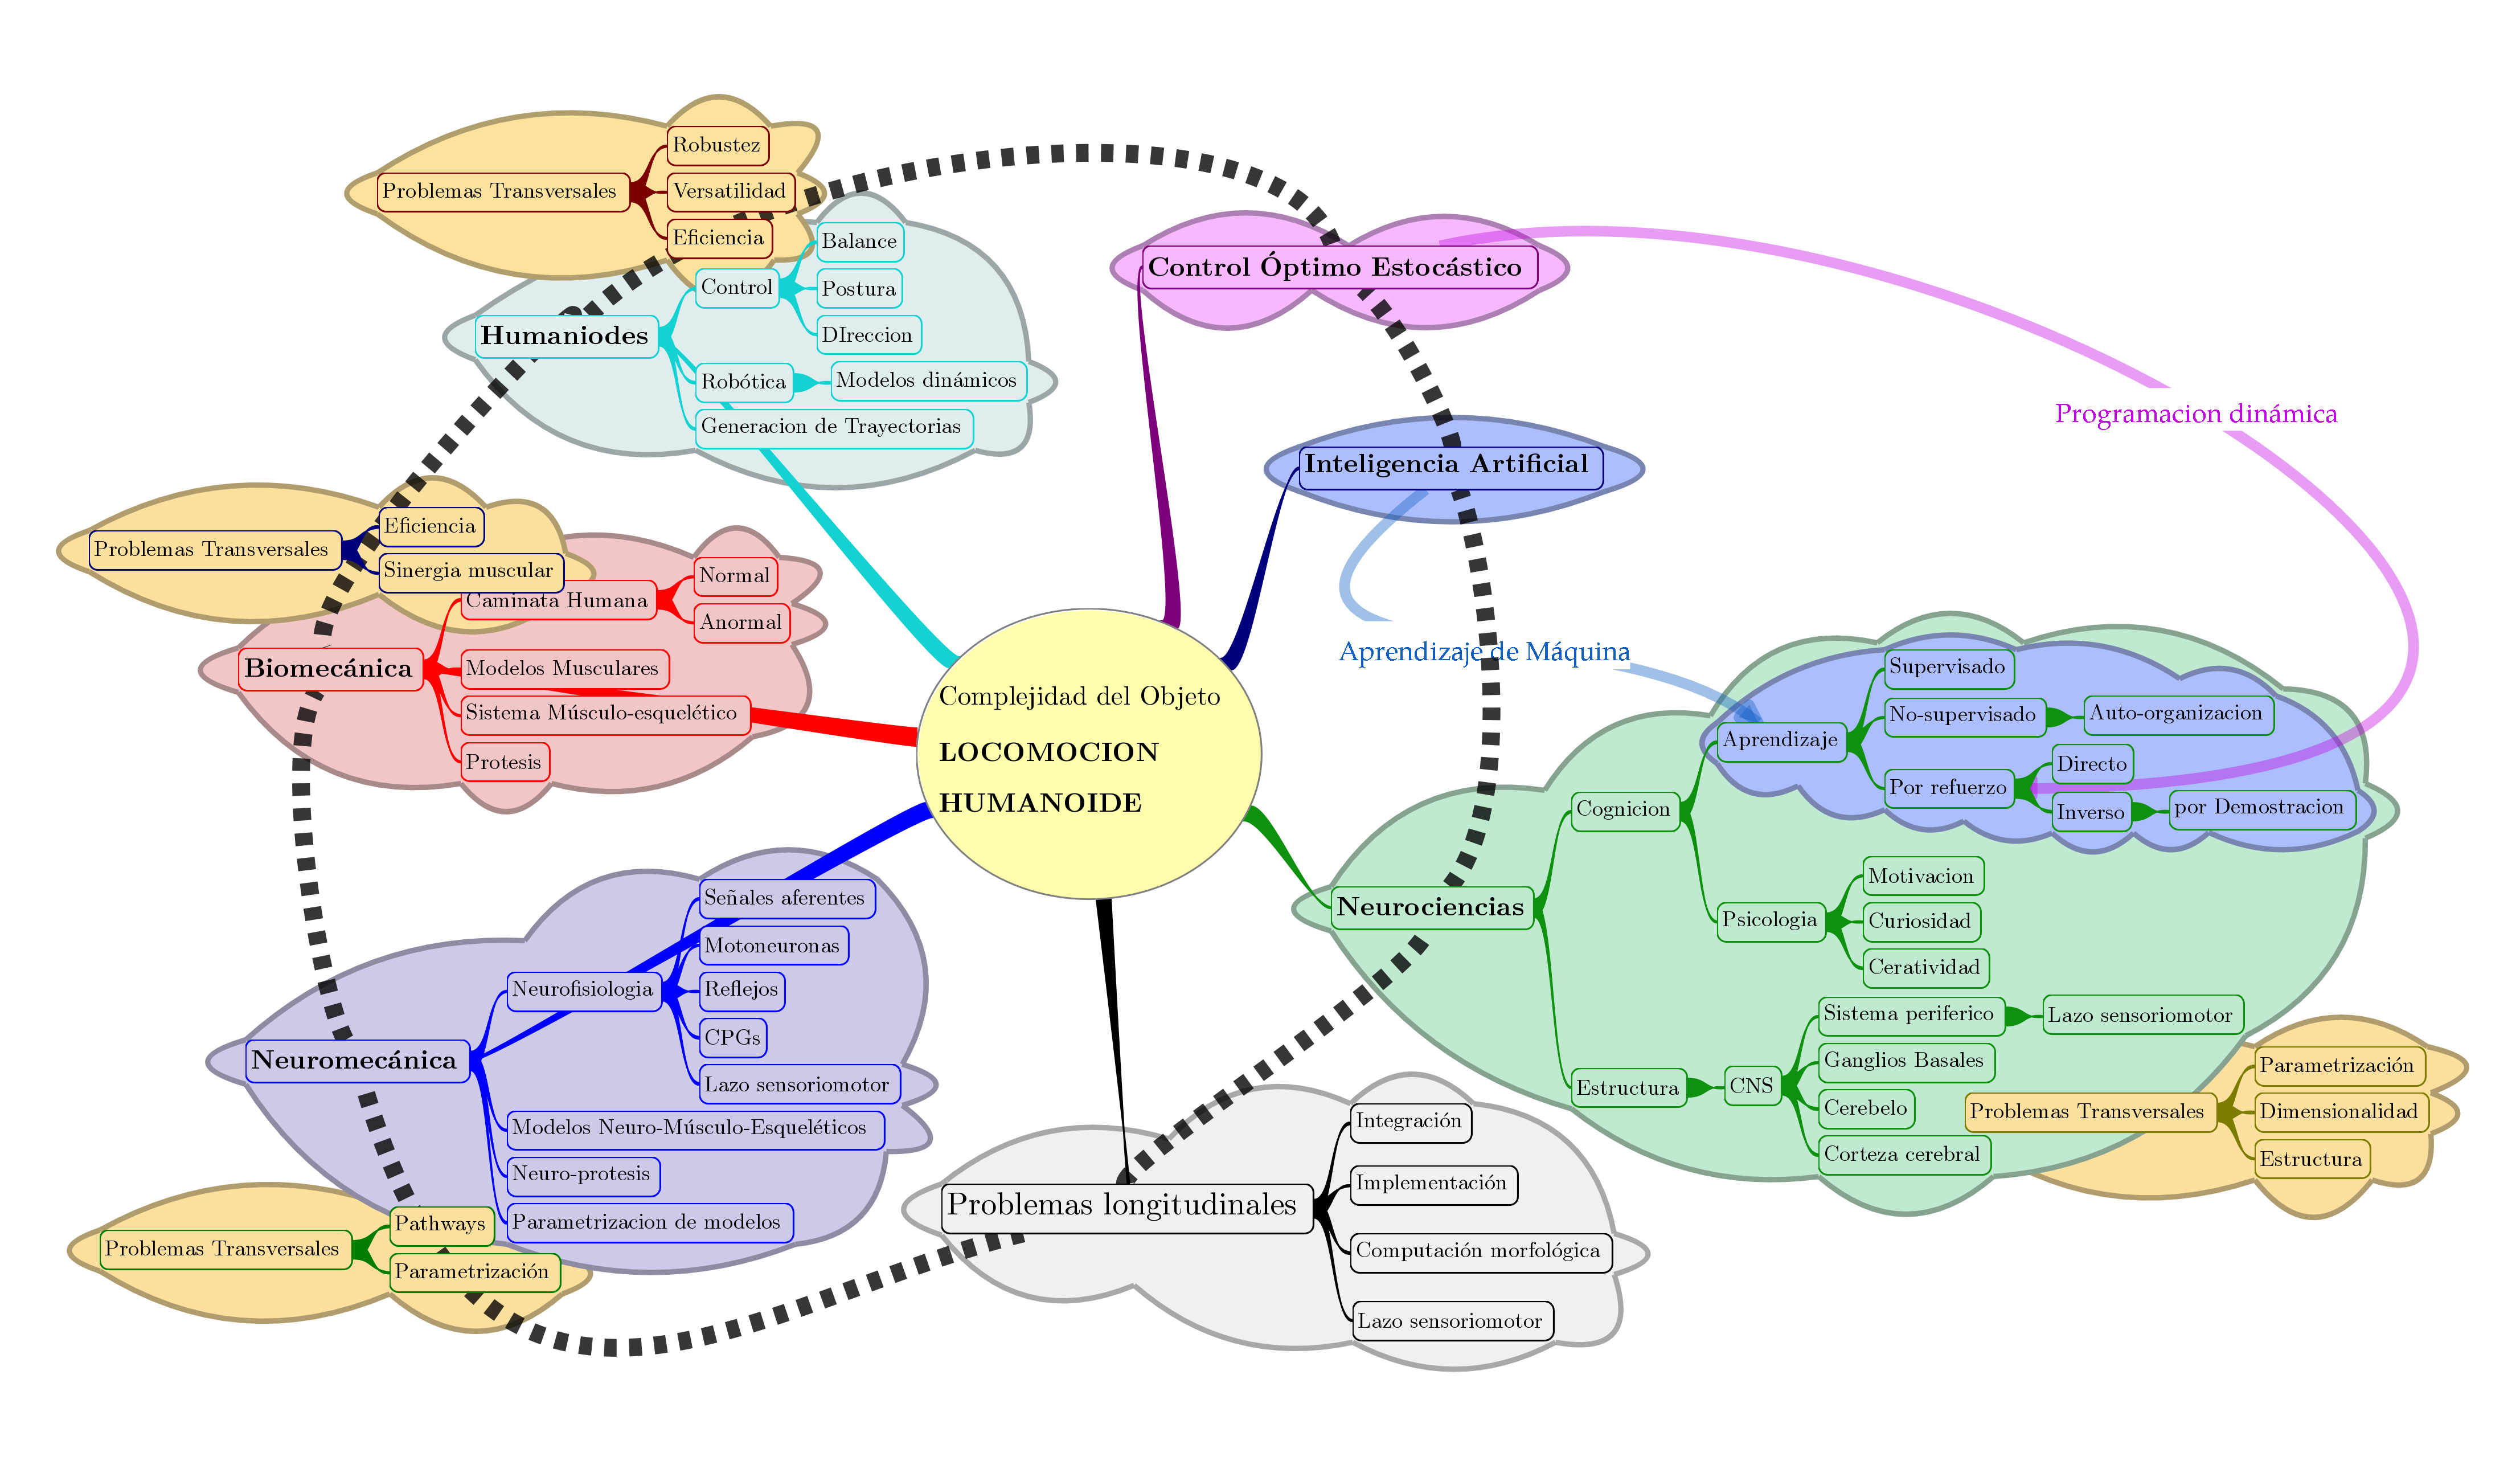 Complejidad del Objeto
LOCOMOCION
HUMANOIDE
Problemas Transversales
Robustez
Versatilidad
Eficiencia
Humaniodes
Control
Balance
Postura
DIreccion
Robótica
Modelos dinámicos
Generacion de Trayectorias
Problemas Transversales
Eficiencia
Sinergia muscular
Biomecánica
Caminata Humana
Normal
Anormal
Modelos Musculares
Sistema Músculo-esquelético
Protesis
Neuromecánica
Neurofisiologia
Señales aferentes
Motoneuronas
Reflejos
CPGs
Lazo sensoriomotor
Modelos Neuro-Músculo-Esqueléticos
Neuro-protesis
Parametrizacion de modelos
Problemas Transversales
Pathways
Parametrización
Control Óptimo Estocástico
Programacion dinámica
Inteligencia Artificial
Aprendizaje de Máquina
Neurociencias
Cognicion
Aprendizaje
Supervisado
No-supervisado
Auto-organizacion
Por refuerzo
Directo
Inverso
por Demostracion
Psicologia
Motivacion
Curiosidad
Ceratividad
Estructura
CNS
Sistema periferico
Lazo sensoriomotor
Ganglios Basales
Cerebelo
Corteza cerebral
Problemas Transversales
Parametrización
Dimensionalidad
Estructura
Problemas longitudinales
Integración
Implementación
Computación morfológica
Lazo sensoriomotor